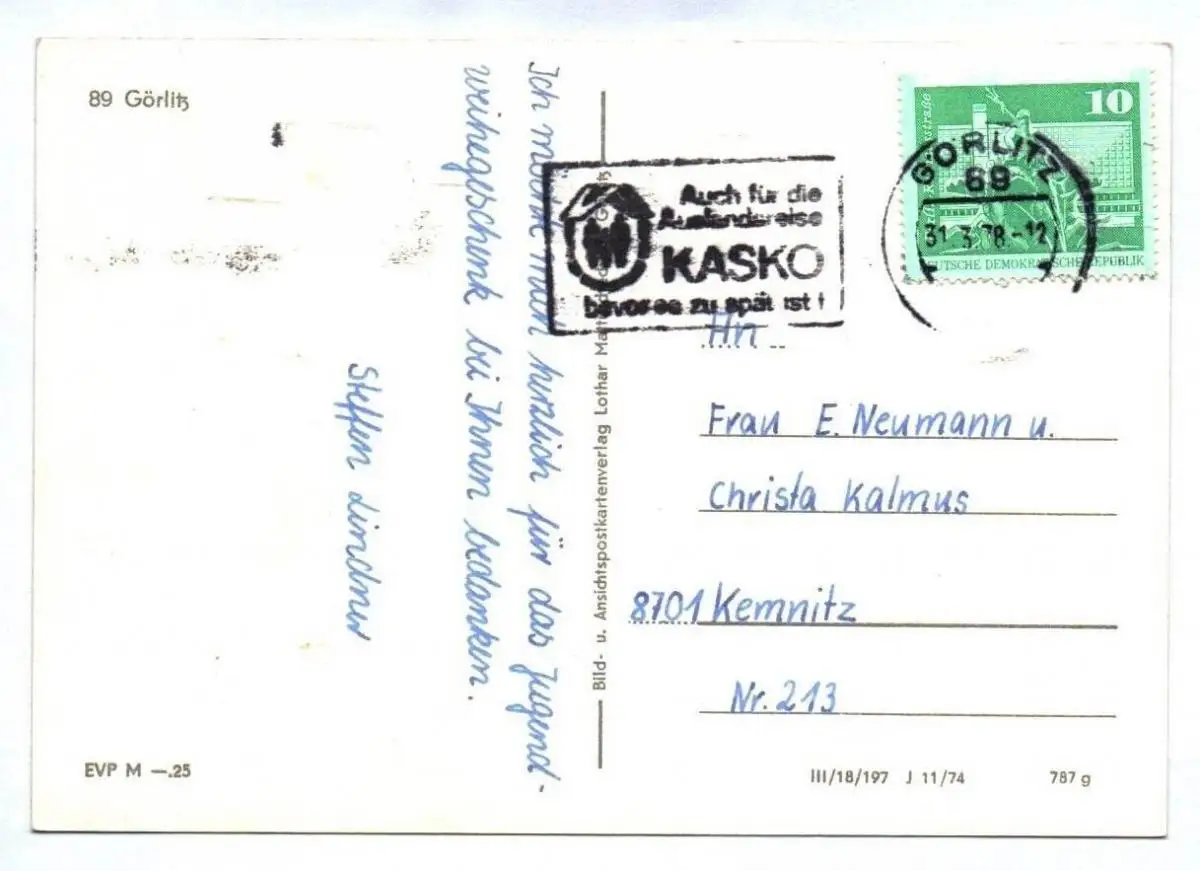 89 Görlitz
Ich möchte mich herzlich für das Jugend-
weihegeschenk bei Ihnen bedanken.
Steffen Lindner
EVP M —.25
Bild- u. Ansichtspostkartenverlag Lothar
Auch für die
Auslandsreise
KASKO
bevor es zu spät ist!
GÖRLITZ
31.3.78-12
10
DEUTSCHE DEMOKRATISCHE REPUBLIK
An
Frau E. Neumann u.
Christa Kalmus
8701 Kemnitz
Nr. 213
III/18/197 J 11/74 787 g